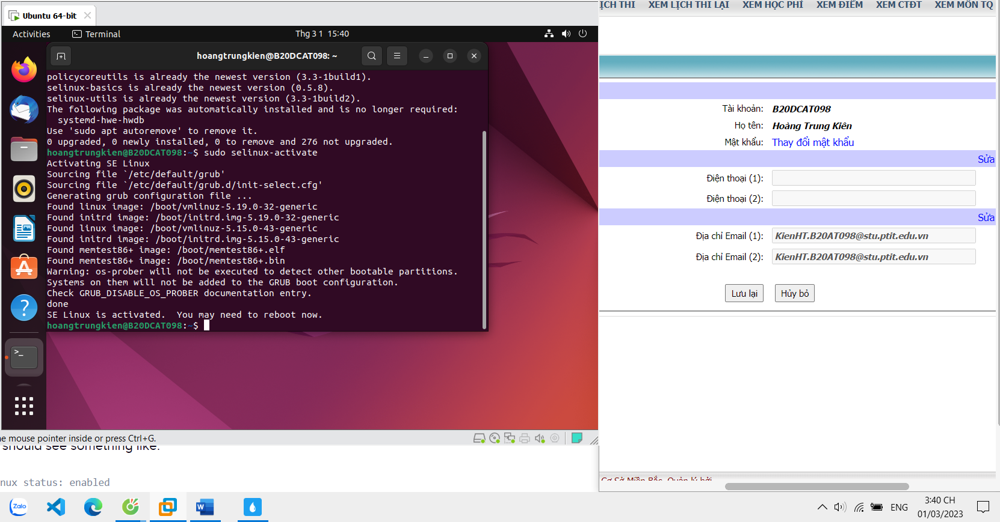 Ubuntu 64-bit
Activities
Terminal
Thg 3 1 15:40
hoangtrungkien@B20DCAT098: ~
policycoreutils is already the newest version (3.3-1build1).
selinux-basics is already the newest version (0.5.8).
selinux-utils is already the newest version (3.3-1build2).
The following package was automatically installed and is no longer required:
systemd-hwe-hwdb
Use 'sudo apt autoremove' to remove it.
0 upgraded, 0 newly installed, 0 to remove and 276 not upgraded.
hoangtrungkien@B20DCAT098:~$ sudo selinux-activate
Activating SE Linux
Sourcing file `/etc/default/grub'
Sourcing file `/etc/default/grub.d/init-select.cfg'
Generating grub configuration file ...
Found linux image: /boot/vmlinuz-5.19.0-32-generic
Found initrd image: /boot/initrd.img-5.19.0-32-generic
Found linux image: /boot/vmlinuz-5.15.0-43-generic
Found initrd image: /boot/initrd.img-5.15.0-43-generic
Found memtest86+ image: /boot/memtest86+.elf
Found memtest86+ image: /boot/memtest86+.bin
Warning: os-prober will not be executed to detect other bootable partitions.
Systems on them will not be added to the GRUB boot configuration.
Check GRUB_DISABLE_OS_PROBER documentation entry.
done
SE Linux is activated.  You may need to reboot now.
hoangtrungkien@B20DCAT098:~$
>_
?
e mouse pointer inside or press Ctrl+G.
should see something like:
nux status: enabled
ỊCH THI XEM LỊCH THI LẠI XEM HỌC PHÍ XEM ĐIỂM XEM CTĐT XEM MÔN TQ
Tài khoản: B20DCAT098
Họ tên: Hoàng Trung Kiên
Mật khẩu: Thay đổi mật khẩu
Sửa
Điện thoại (1):
Điện thoại (2):
Sửa
Địa chỉ Email (1): KienHT.B20AT098@stu.ptit.edu.vn
Địa chỉ Email (2): KienHT.B20AT098@stu.ptit.edu.vn
Lưu lại Hủy bỏ
Cơ Sở Miền Bắc. Quản lý bởi
Zalo
W
ENG
3:40 CH
01/03/2023